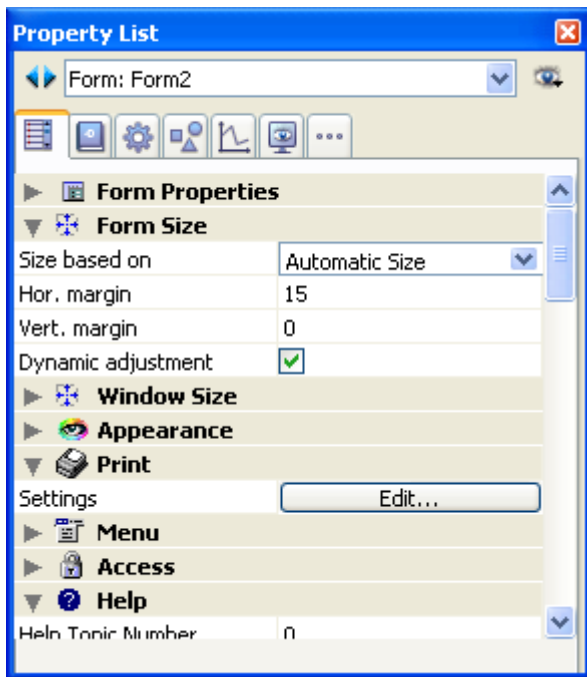 Property List
Form: Form2
Form Properties
Form Size
Size based on Automatic Size
Hor. margin 15
Vert. margin 0
Dynamic adjustment
Window Size
Appearance
Print
Settings Edit...
Menu
Access
Help
Help Topic Number 0